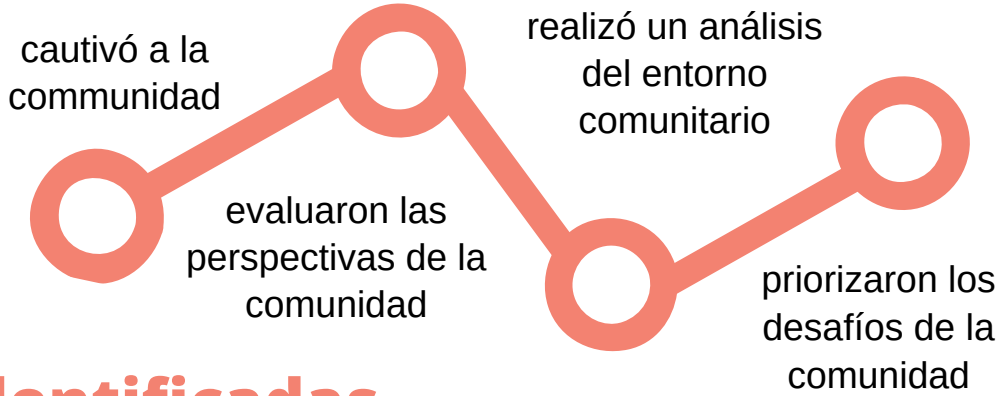 cautivó a la
communidad
evaluaron las
perspectivas de la
comunidad
realizó un análisis
del entorno
comunitario
priorizaron los
desafíos de la
comunidad